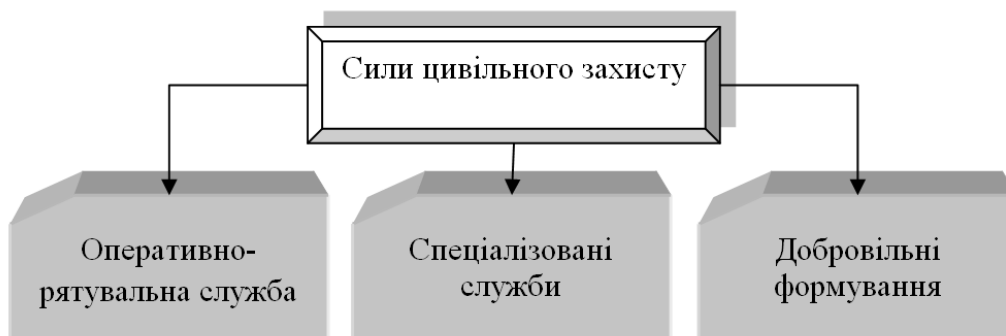 Сили цивільного захисту
Оперативно-
рятувальна служба
Спеціалізовані
служби
Добровільні
формування